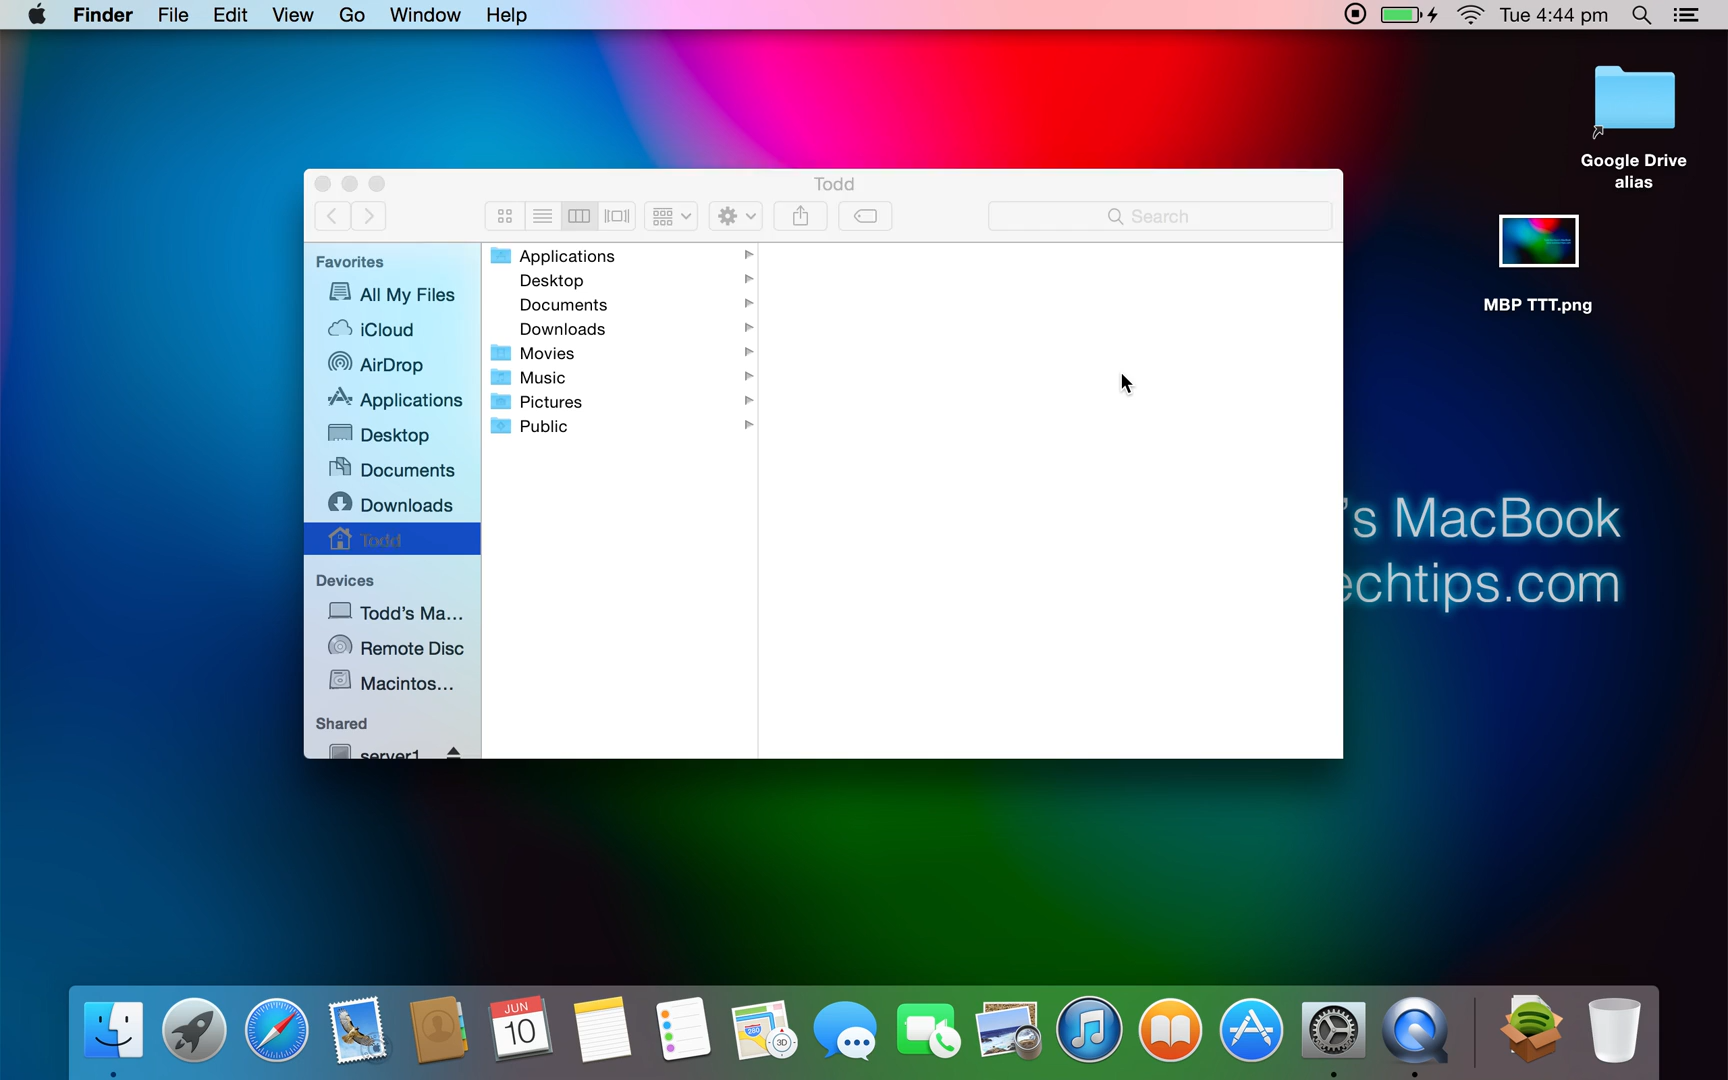 Finder File Edit View Go Window Help Tue 4:44 pm
Google Drive
alias
MBP TTT.png
Todd
Search
Favorites
All My Files
iCloud
AirDrop
Applications
Desktop
Documents
Downloads
Todd
Devices
Todd’s Ma...
Remote Disc
Macintos...
Shared
server1
Applications
Desktop
Documents
Downloads
Movies
Music
Pictures
Public
’s MacBook
echtips.com
JUN
10
280
3D